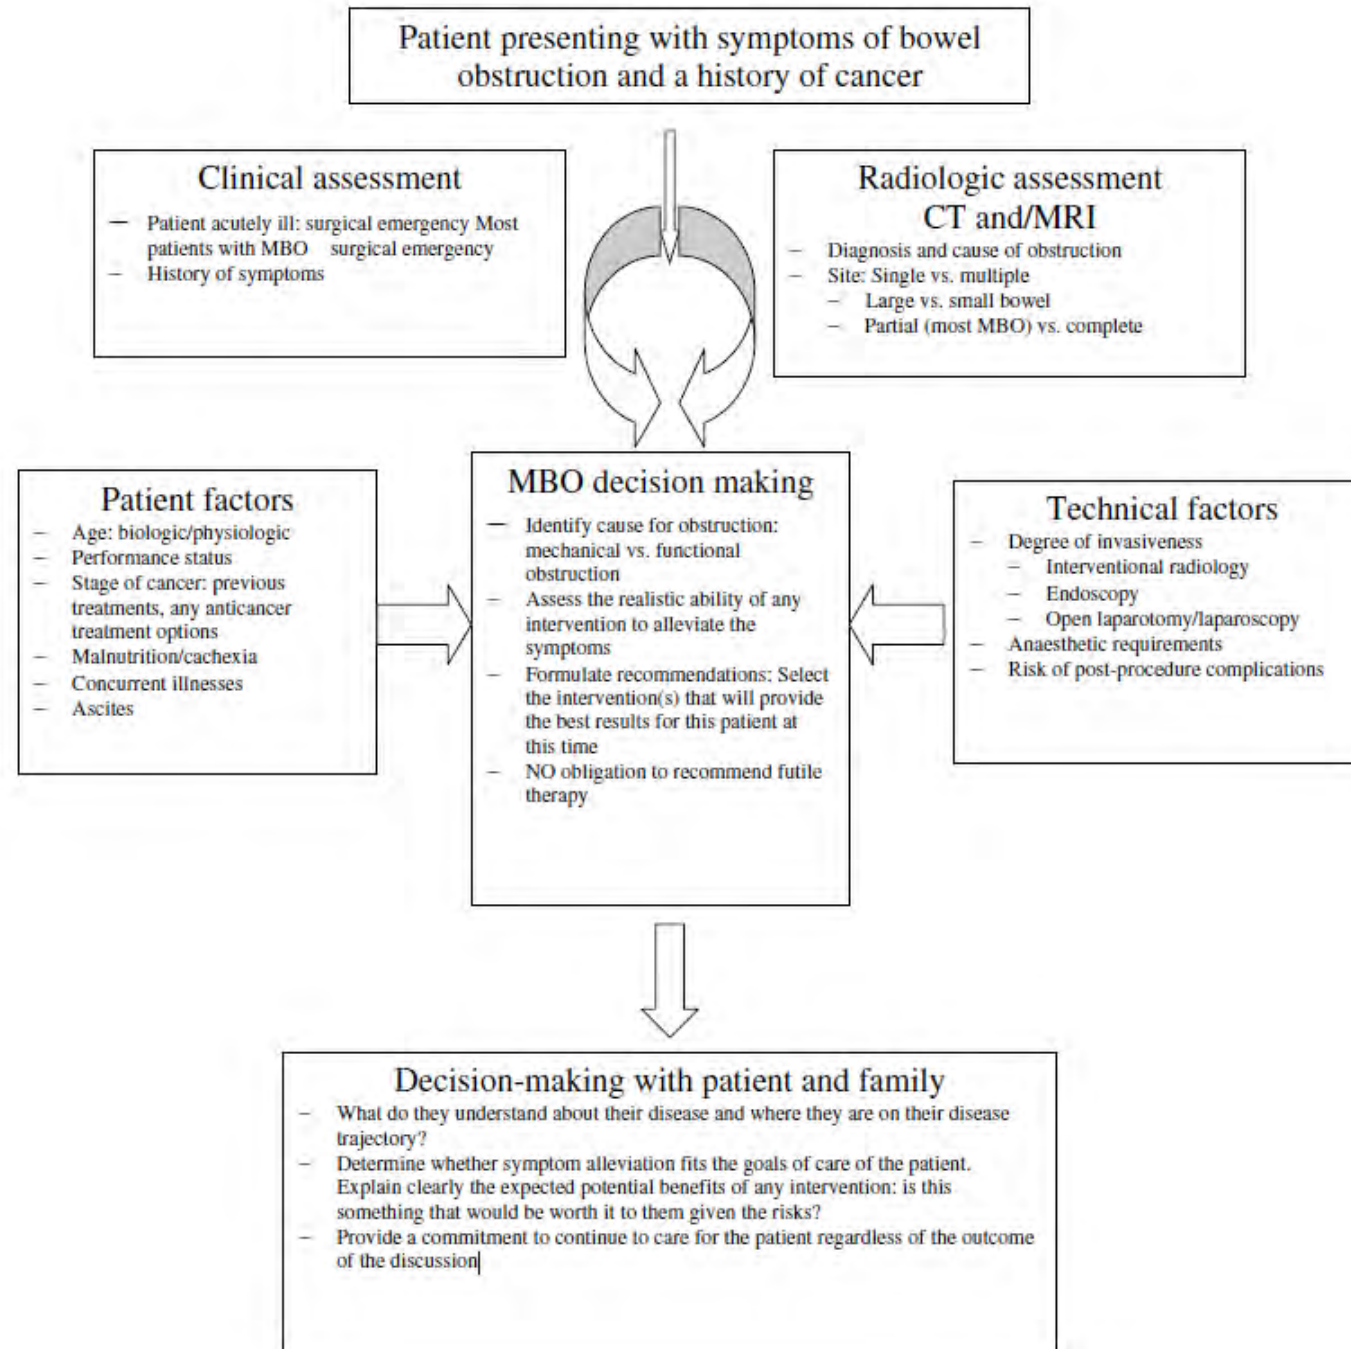 Patient presenting with symptoms of bowel
obstruction and a history of cancer
Clinical assessment
— Patient acutely ill: surgical emergency Most
patients with MBO surgical emergency
– History of symptoms
Radiologic assessment
CT and/MRI
– Diagnosis and cause of obstruction
– Site: Single vs. multiple
– Large vs. small bowel
– Partial (most MBO) vs. complete
Patient factors
– Age: biologic/physiologic
– Performance status
– Stage of cancer: previous
treatments, any anticancer
treatment options
– Malnutrition/cachexia
– Concurrent illnesses
– Ascites
MBO decision making
— Identify cause for obstruction:
mechanical vs. functional
obstruction
– Assess the realistic ability of any
intervention to alleviate the
symptoms
– Formulate recommendations: Select
the intervention(s) that will provide
the best results for this patient at
this time
– NO obligation to recommend futile
therapy
Technical factors
– Degree of invasiveness
– Interventional radiology
– Endoscopy
– Open laparotomy/laparoscopy
– Anaesthetic requirements
– Risk of post-procedure complications
Decision-making with patient and family
– What do they understand about their disease and where they are on their disease
trajectory?
– Determine whether symptom alleviation fits the goals of care of the patient.
Explain clearly the expected potential benefits of any intervention: is this
something that would be worth it to them given the risks?
– Provide a commitment to continue to care for the patient regardless of the outcome
of the discussion